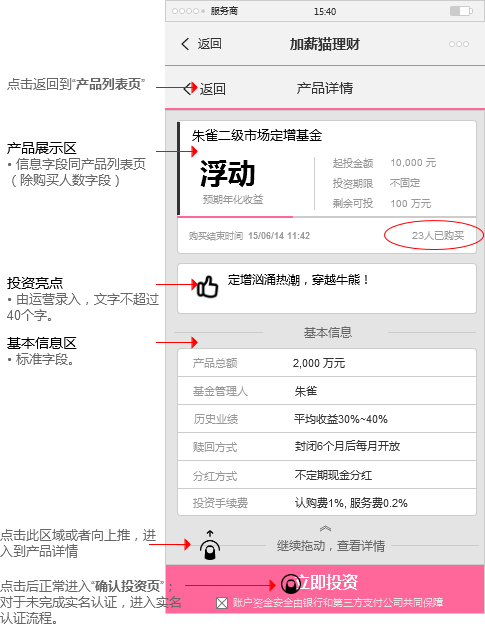 服务商
15:40
返回
加薪猫理财
点击返回到“产品列表页”
返回
产品详情
产品展示区
• 信息字段同产品列表页
（除购买人数字段）
朱雀二级市场定增基金
浮动
预期年化收益
起投金额 10,000 元
投资期限 不固定
剩余可投 100 万元
购买结束时间 15/06/14 11:42
23人已购买
投资亮点
• 由运营录入，文字不超过
40个字。
定增汹涌热潮，穿越牛熊！
基本信息区
• 标准字段。
基本信息
产品总额 2,000 万元
基金管理人 朱雀
历史业绩 平均收益30%~40%
赎回方式 封闭6个月后每月开放
分红方式 不定期现金分红
投资手续费 认购费1%, 服务费0.2%
点击此区域或者向上推，进
入到产品详情
继续拖动，查看详情
点击后正常进入“确认投资页”；
对于未完成实名认证，进入实名
认证流程。
立即投资
账户资金安全由银行和第三方支付公司共同保障